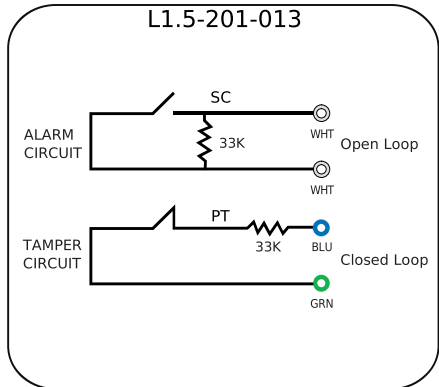 L1.5-201-013
SC
ALARM
CIRCUIT
33K
WHT
Open Loop
WHT
PT
TAMPER
CIRCUIT
33K
BLU
Closed Loop
GRN